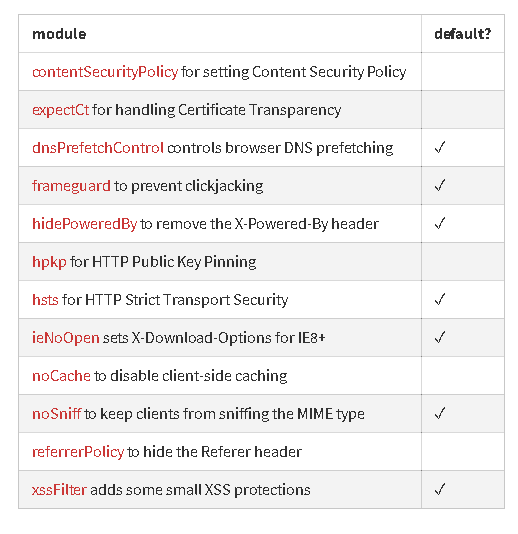 module default?
contentSecurityPolicy for setting Content Security Policy
expectCt for handling Certificate Transparency
dnsPrefetchControl controls browser DNS prefetching ✓
frameguard to prevent clickjacking ✓
hidePoweredBy to remove the X-Powered-By header ✓
hpkp for HTTP Public Key Pinning
hsts for HTTP Strict Transport Security ✓
ieNoOpen sets X-Download-Options for IE8+ ✓
noCache to disable client-side caching
noSniff to keep clients from sniffing the MIME type ✓
referrerPolicy to hide the Referer header
xssFilter adds some small XSS protections ✓